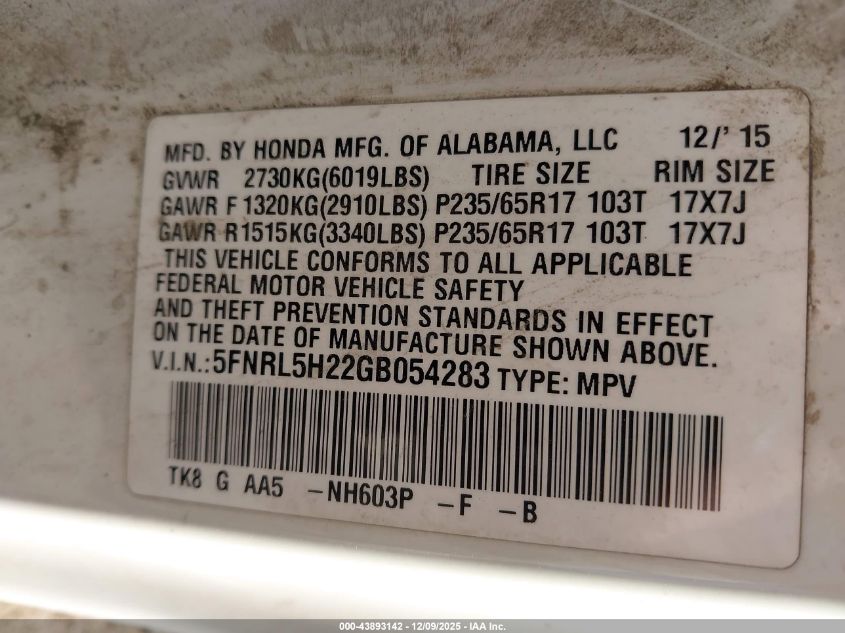 MFD. BY HONDA MFG. OF ALABAMA, LLC 12/' 15
GVWR 2730KG(6019LBS) TIRE SIZE RIM SIZE
GAWR F 1320KG(2910LBS) P235/65R17 103T 17X7J
GAWR R1515KG(3340LBS) P235/65R17 103T 17X7J
THIS VEHICLE CONFORMS TO ALL APPLICABLE
FEDERAL MOTOR VEHICLE SAFETY
AND THEFT PREVENTION STANDARDS IN EFFECT
ON THE DATE OF MANUFACTURE SHOWN ABOVE.
V.I.N.:5FNRL5H22GB054283 TYPE: MPV
TK8 G AA5 -NH603P -F -B
000-43893142 - 12/09/2025 - IAA Inc.